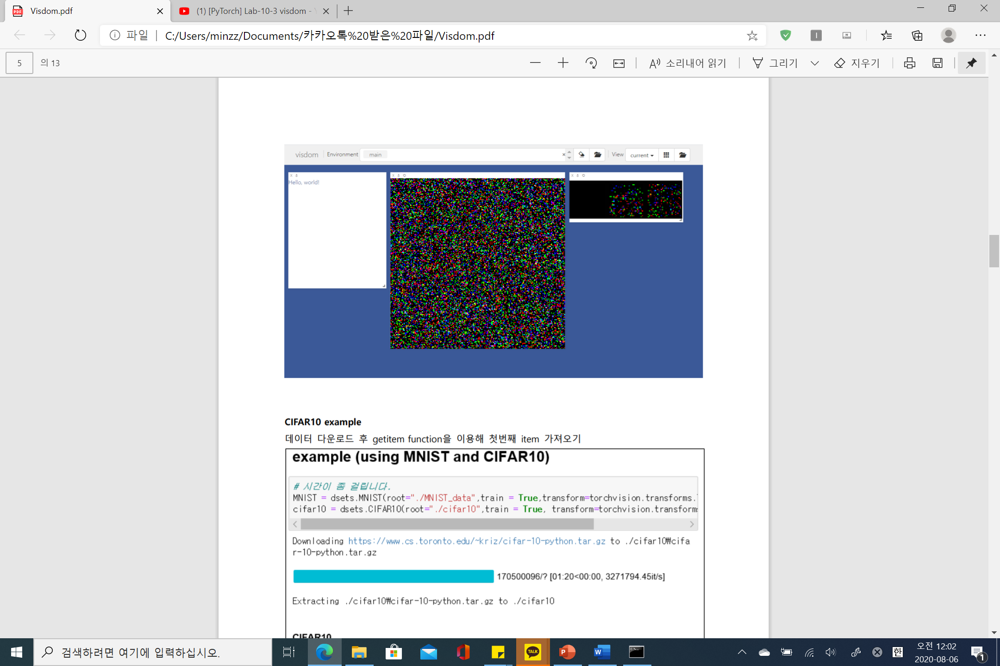 Visdom.pdf
(1) [PyTorch] Lab-10-3 visdom -
파일 | C:/Users/minzz/Documents/카카오톡%20받은%20파일/Visdom.pdf
5 의 13
소리내어 읽기
그리기
지우기
visdom Environment main View current
Hello, world!
CIFAR10 example
데이터 다운로드 후 getitem function을 이용해 첫번째 item 가져오기
example (using MNIST and CIFAR10)
# 시간이 좀 걸립니다.
MNIST = dsets.MNIST(root="./MNIST_data",train = True,transform=torchvision.transforms.
cifar10 = dsets.CIFAR10(root="./cifar10",train = True, transform=torchvision.transforms
Downloading https://www.cs.toronto.edu/~kriz/cifar-10-python.tar.gz to ./cifar10₩cifa
r-10-python.tar.gz
170500096/? [01:20<00:00, 3271794.45it/s]
Extracting ./cifar10₩cifar-10-python.tar.gz to ./cifar10
CIFAR10
검색하려면 여기에 입력하십시오.
TALK
한
오전 12:02
2020-08-06
1